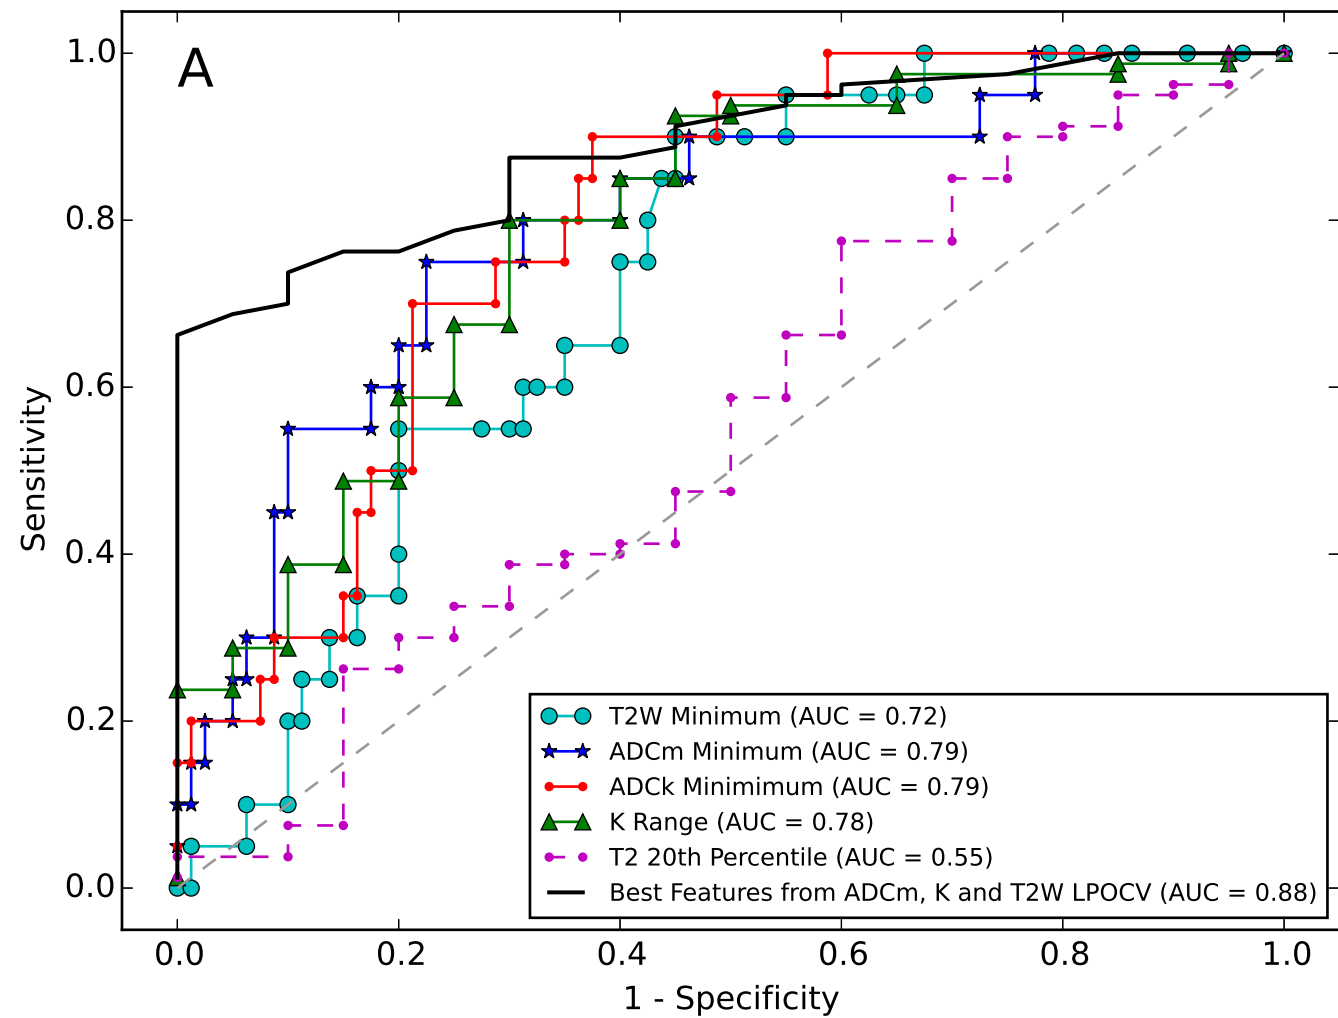 A
1.0
0.8
0.6
0.4
0.2
0.0
Sensitivity
T2W Minimum (AUC = 0.72)
ADCm Minimum (AUC = 0.79)
ADCk Minimimum (AUC = 0.79)
K Range (AUC = 0.78)
T2 20th Percentile (AUC = 0.55)
Best Features from ADCm, K and T2W LPOCV (AUC = 0.88)
0.0 0.2 0.4 0.6 0.8 1.0
1 - Specificity